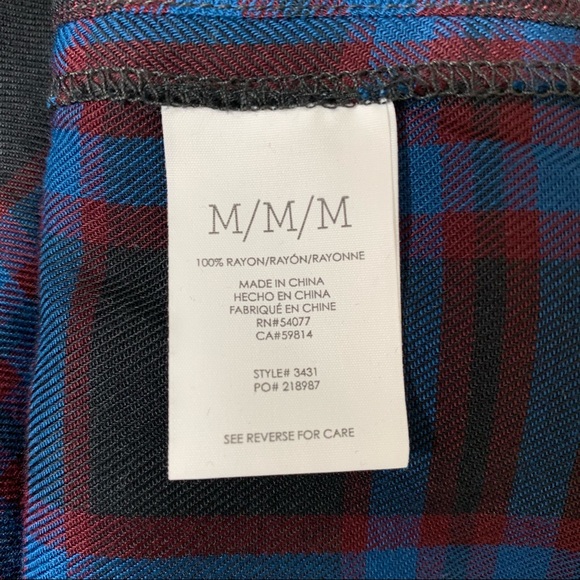 M/M/M
100% RAYON/RAYÓN/RAYONNE
MADE IN CHINA
HECHO EN CHINA
FABRIQUÉ EN CHINE
RN#54077
CA#59814
STYLE# 3431
PO# 218987
SEE REVERSE FOR CARE